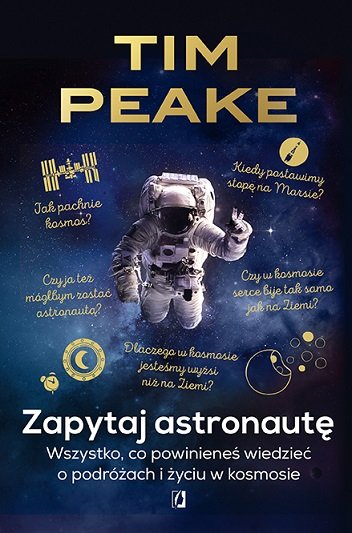 TIM
PEAKE
Kiedy postawimy
stopę na Marsie?
Jak pachnie
kosmos?
Czy ja też
mógłbym zostać
astronautą?
Czy w kosmosie
serce bije tak samo
jak na Ziemi?
Dlaczego w kosmosie
jesteśmy wyżsi
niż na Ziemi?
Zapytaj astronautę
Wszystko, co powinieneś wiedzieć
o podróżach i życiu w kosmosie